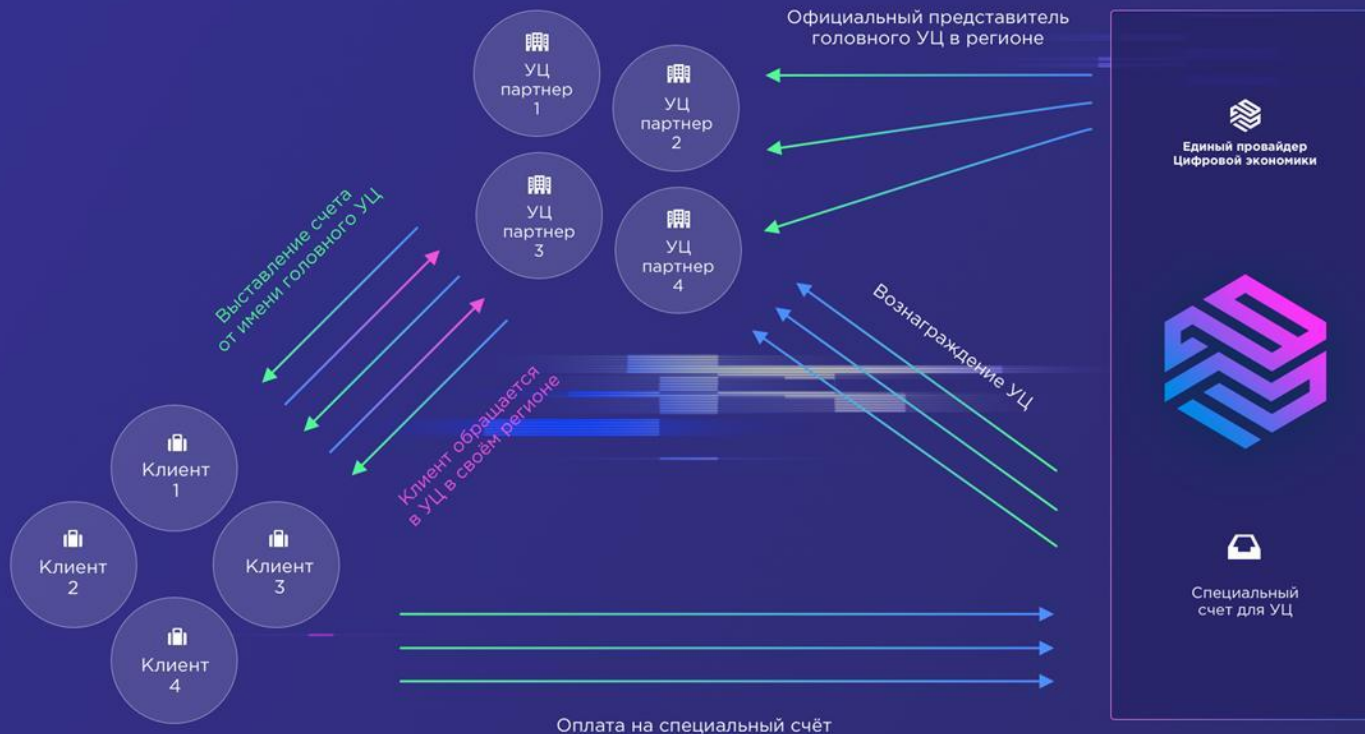 Официальный представитель
головного УЦ в регионе
УЦ
партнер
1
УЦ
партнер
2
УЦ
партнер
3
УЦ
партнер
4
Единый провайдер
Цифровой экономики
Выставление счета
от имени головного УЦ
Клиент обращается
в УЦ в своём регионе
Вознаграждение УЦ
Клиент
1
Клиент
2
Клиент
3
Клиент
4
Специальный
счет для УЦ
Оплата на специальный счёт